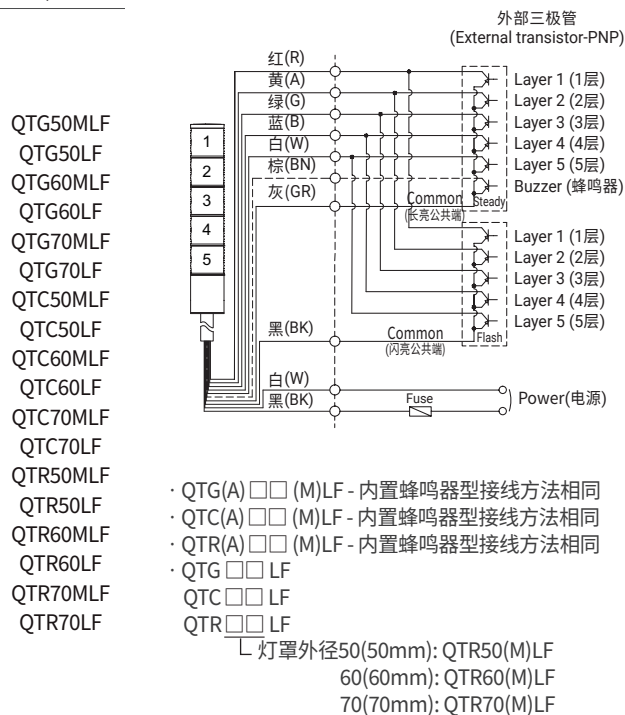 外部三极管
(External transistor-PNP)
红(R)
黄(A)
绿(G)
蓝(B)
白(W)
棕(BN)
灰(GR)
Common
(长亮公共端)
Steady
Layer 1 (1层)
Layer 2 (2层)
Layer 3 (3层)
Layer 4 (4层)
Layer 5 (5层)
Buzzer (蜂鸣器)
Layer 1 (1层)
Layer 2 (2层)
Layer 3 (3层)
Layer 4 (4层)
Layer 5 (5层)
Flash
1
2
3
4
5
黑(BK)
Common
(闪亮公共端)
白(W)
黑(BK)
Fuse
Power(电源)
QTG50MLF
QTG50LF
QTG60MLF
QTG60LF
QTG70MLF
QTG70LF
QTC50MLF
QTC50LF
QTC60MLF
QTC60LF
QTC70MLF
QTC70LF
QTR50MLF
QTR50LF
QTR60MLF
QTR60LF
QTR70MLF
QTR70LF
· QTG(A) □□ (M)LF - 内置蜂鸣器型接线方法相同
· QTC(A) □□ (M)LF - 内置蜂鸣器型接线方法相同
· QTR(A) □□ (M)LF - 内置蜂鸣器型接线方法相同
· QTG □□ LF
QTC □□ LF
QTR □□ LF
灯罩外径50(50mm): QTR50(M)LF
60(60mm): QTR60(M)LF
70(70mm): QTR70(M)LF